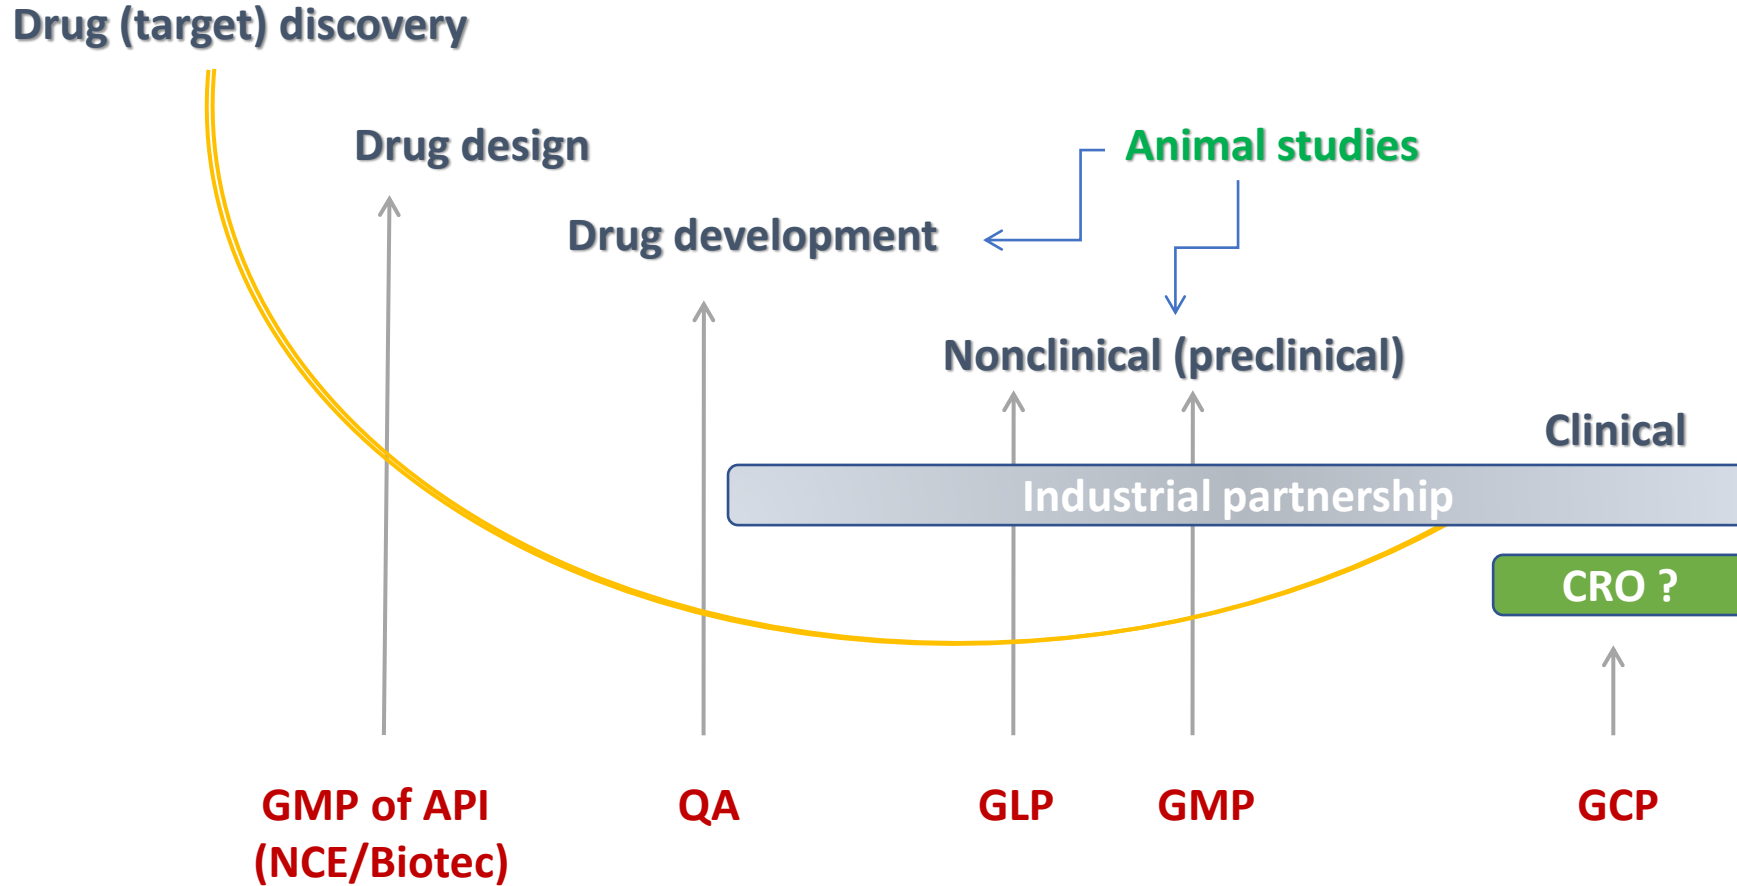 Drug (target) discovery
Drug design
Animal studies
Drug development
Nonclinical (preclinical)
Clinical
Industrial partnership
CRO ?
GMP of API
(NCE/Biotec)
QA
GLP
GMP
GCP